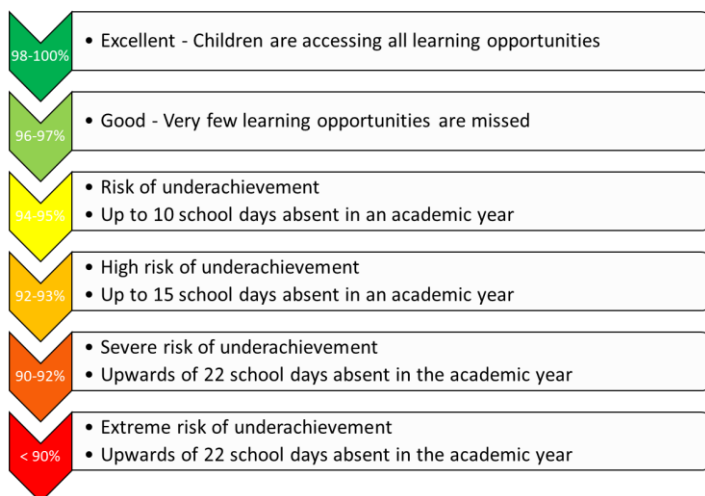 98-100%
• Excellent - Children are accessing all learning opportunities
96-97%
• Good - Very few learning opportunities are missed
94-95%
• Risk of underachievement
• Up to 10 school days absent in an academic year
92-93%
• High risk of underachievement
• Up to 15 school days absent in an academic year
90-92%
• Severe risk of underachievement
• Upwards of 22 school days absent in the academic year
< 90%
• Extreme risk of underachievement
• Upwards of 22 school days absent in the academic year